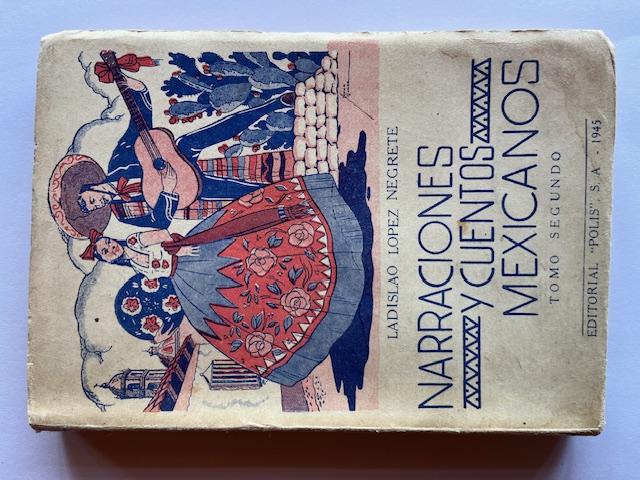 LADISLAO LOPEZ NEGRETE
NARRACIONES
Y CUENTOS
MEXICANOS
TOMO SEGUNDO
EDITORIAL "POLIS" S. A - 1945